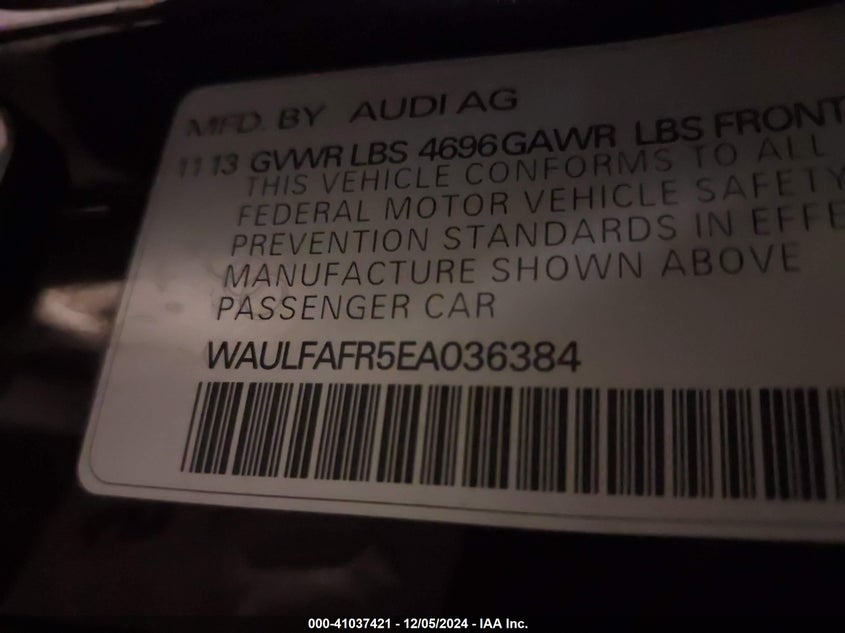 MFD. BY AUDI AG
11 13 GVWR LBS 4696 GAWR LBS FRONT
THIS VEHICLE CONFORMS TO ALL
FEDERAL MOTOR VEHICLE SAFETY
PREVENTION STANDARDS IN EFFE
MANUFACTURE SHOWN ABOVE
PASSENGER CAR
WAULFAFR5EA036384
000-41037421 - 12/05/2024 - IAA Inc.